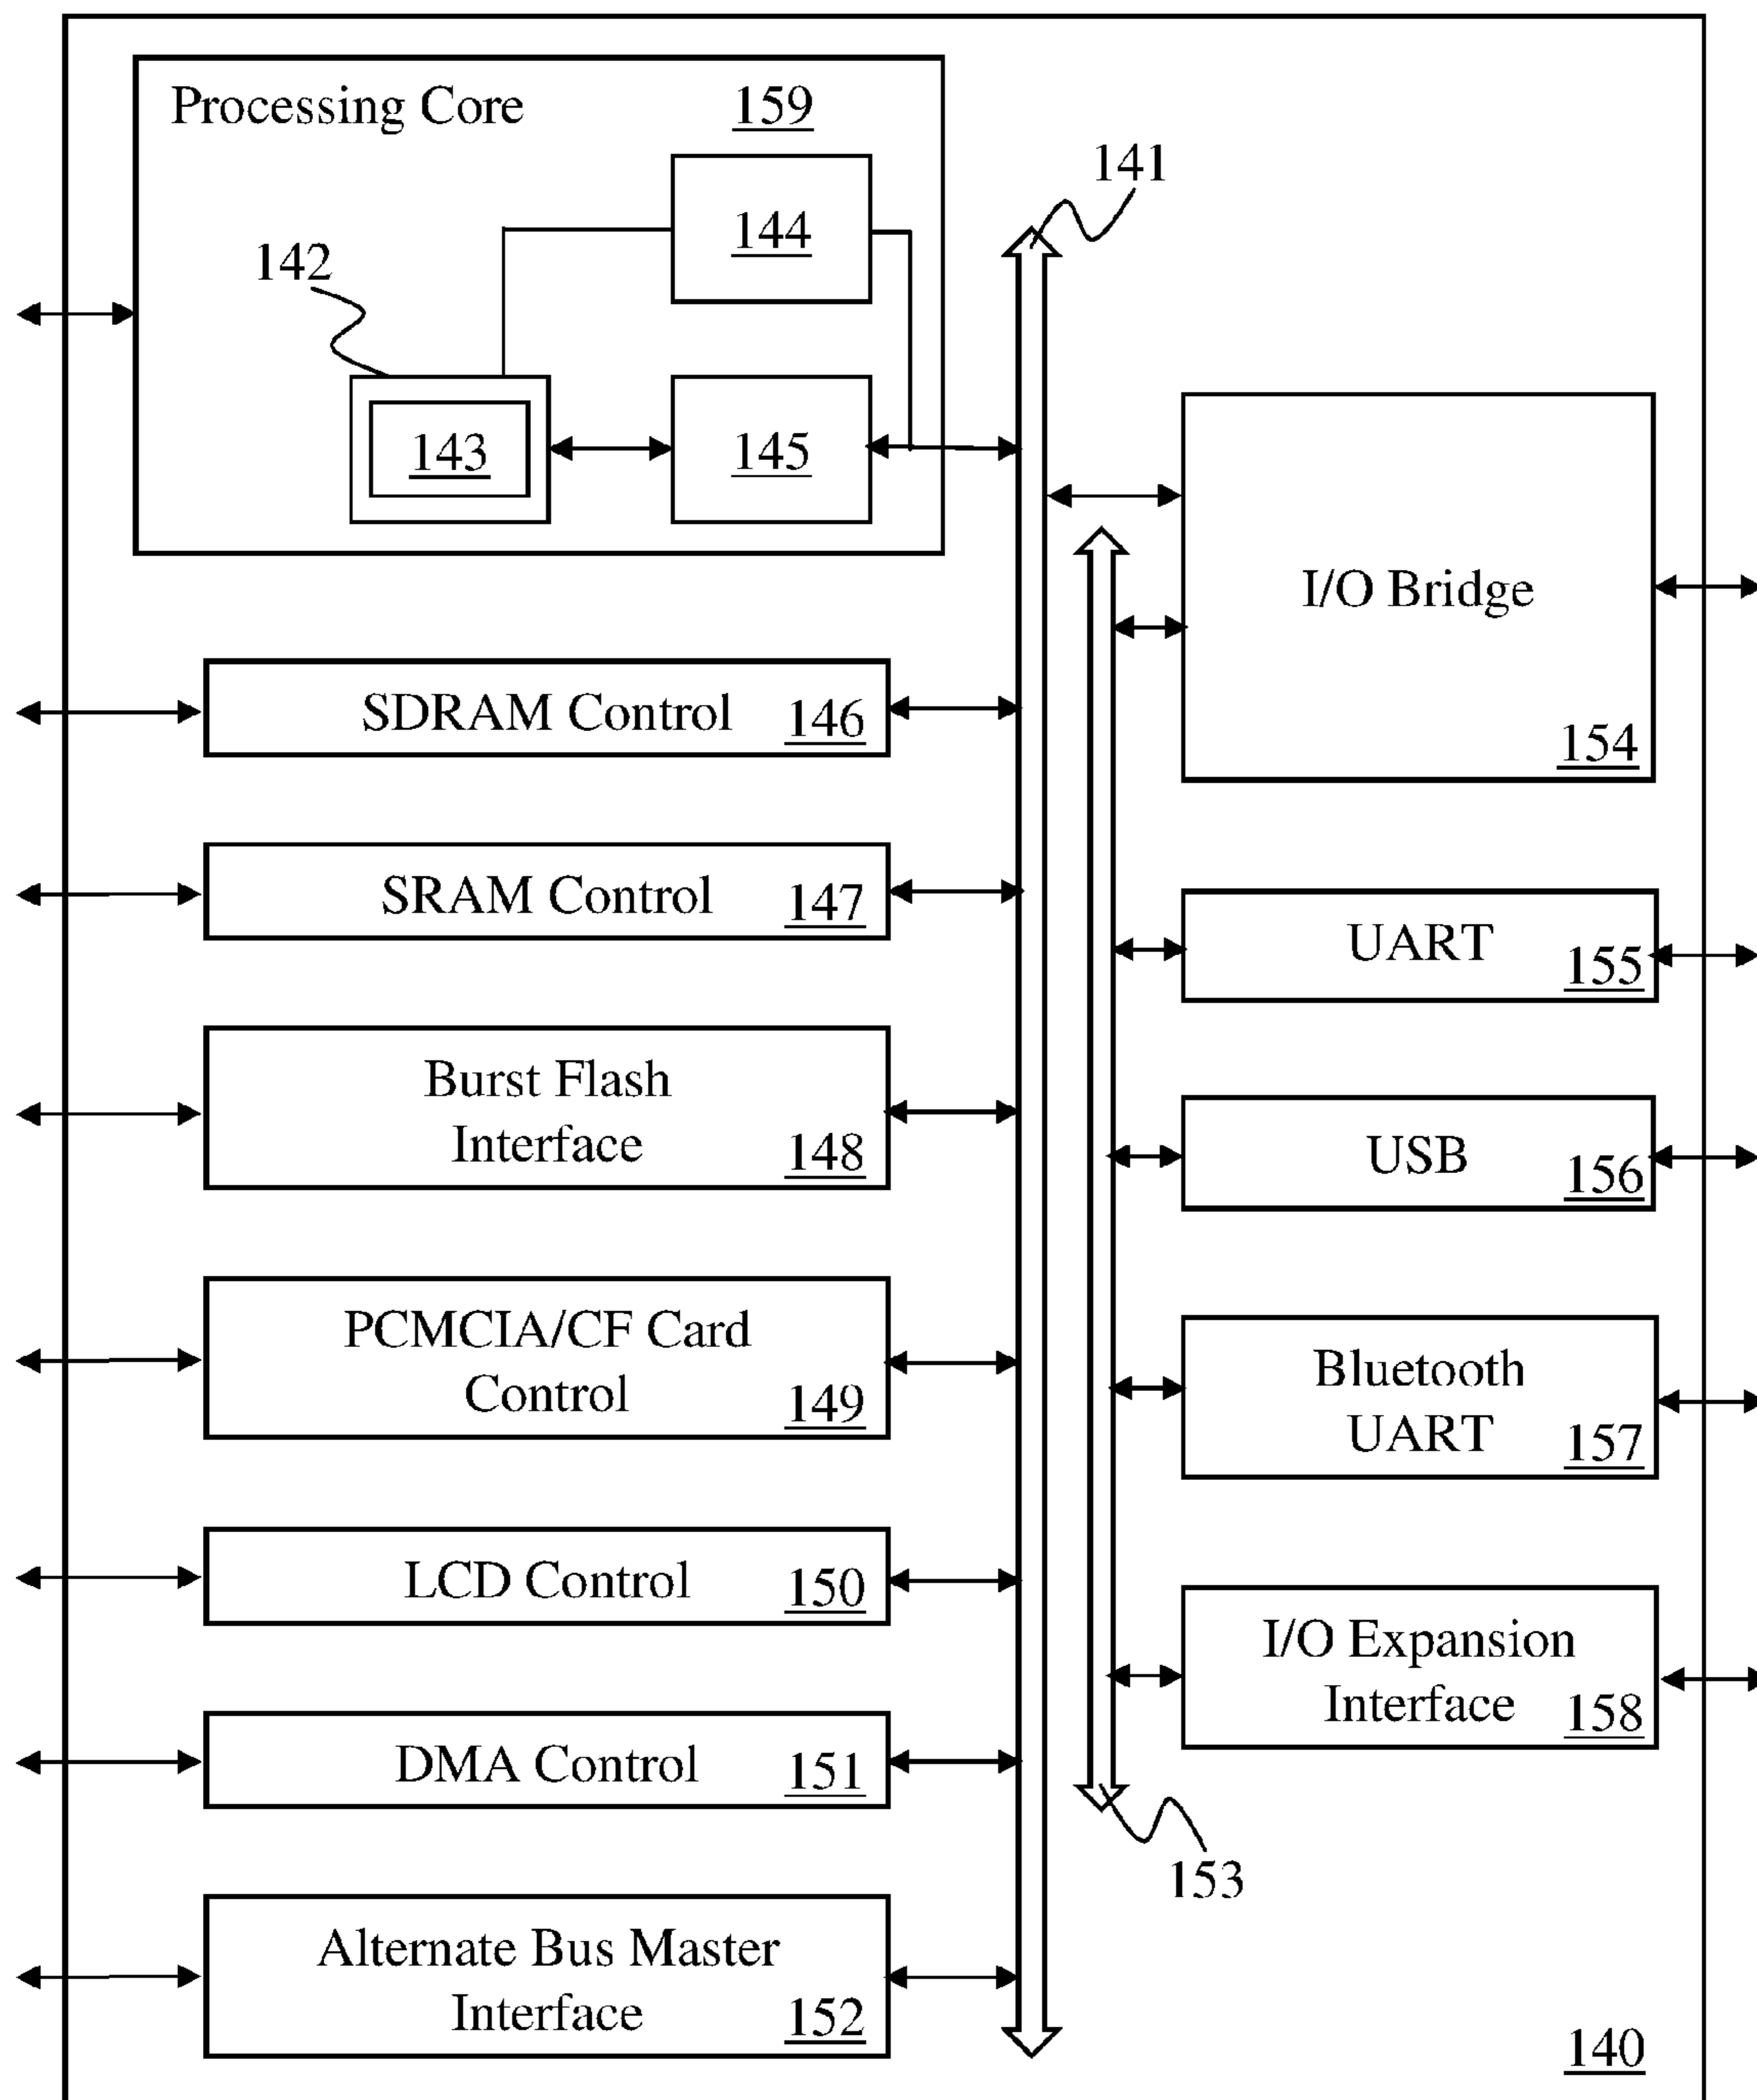 Processing Core 159
141
144
142
143
145
I/O Bridge
154
SDRAM Control 146
SRAM Control 147
UART 155
Burst Flash
Interface 148
USB 156
PCMCIA/CF Card
Control 149
Bluetooth
UART 157
LCD Control 150
I/O Expansion
Interface 158
DMA Control 151
153
Alternate Bus Master
Interface 152
140